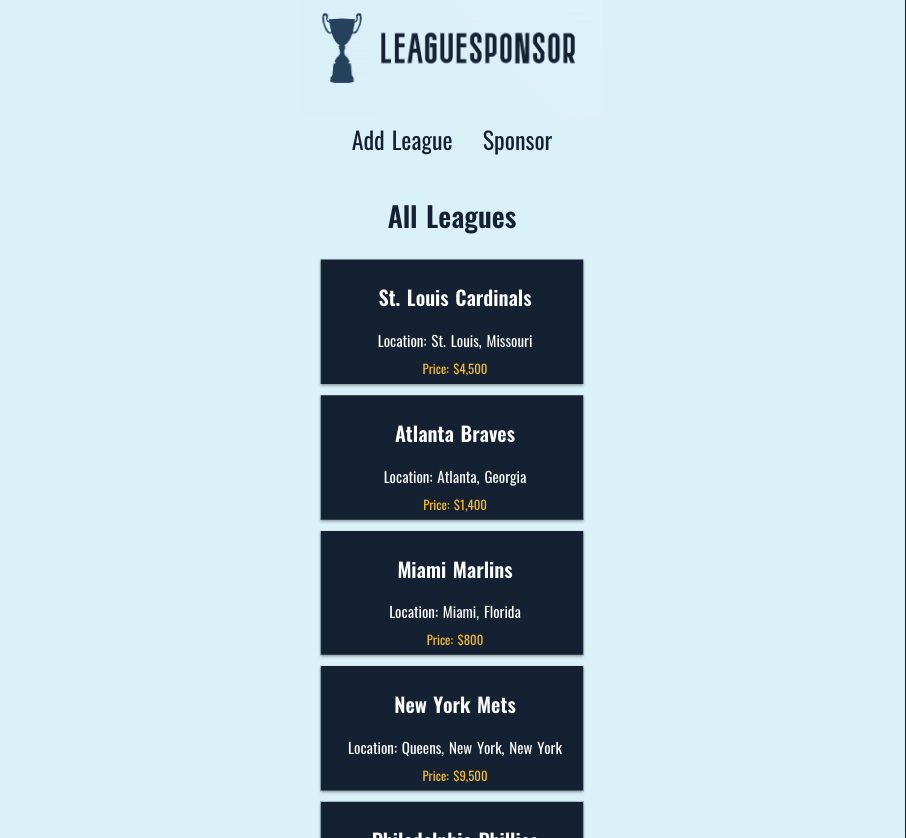 LEAGUESPONSOR
Add League Sponsor
All Leagues
St. Louis Cardinals
Location: St. Louis, Missouri
Price: $4,500
Atlanta Braves
Location: Atlanta, Georgia
Price: $1,400
Miami Marlins
Location: Miami, Florida
Price: $800
New York Mets
Location: Queens, New York, New York
Price: $9,500
Philadelphia Phillies